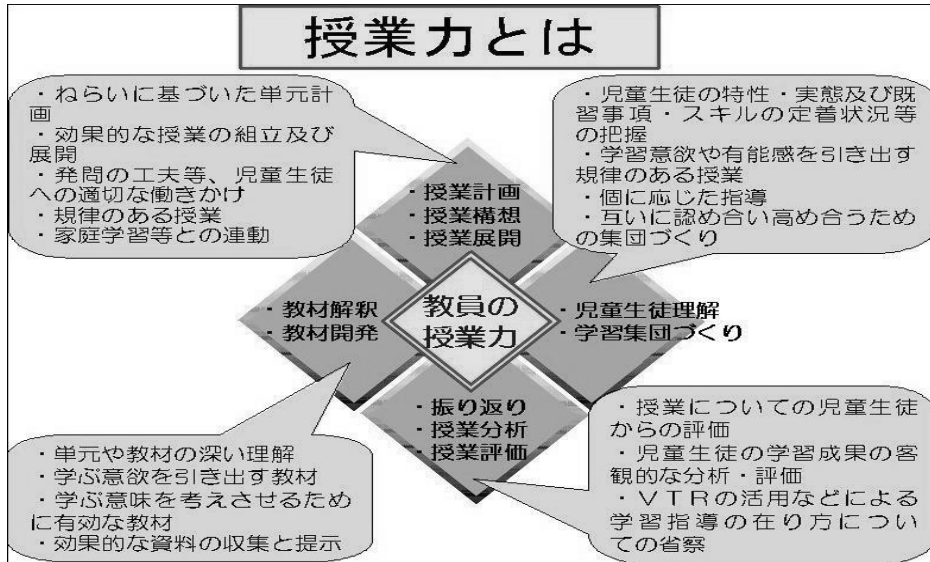 授業力とは
・ねらいに基づいた単元計
画
・効果的な授業の組立及び
展開
・発問の工夫等、児童生徒
への適切な働きかけ
・規律のある授業
・家庭学習等との連動
・児童生徒の特性・実態及び既
習事項・スキルの定着状況等
の把握
・学習意欲や有能感を引き出す
規律のある授業
・個に応じた指導
・互いに認め合い高め合うため
の集団づくり
・授業計画
・授業構想
・授業展開
・教材解釈
・教材開発
教員の
授業力
・児童生徒理解
・学習集団づくり
・振り返り
・授業分析
・授業評価
・単元や教材の深い理解
・学ぶ意欲を引き出す教材
・学ぶ意味を考えさせるため
に有効な教材
・効果的な資料の収集と提示
・授業についての児童生徒
からの評価
・児童生徒の学習成果の客
観的な分析・評価
・VTRの活用などによる
学習指導の在り方につい
ての省察